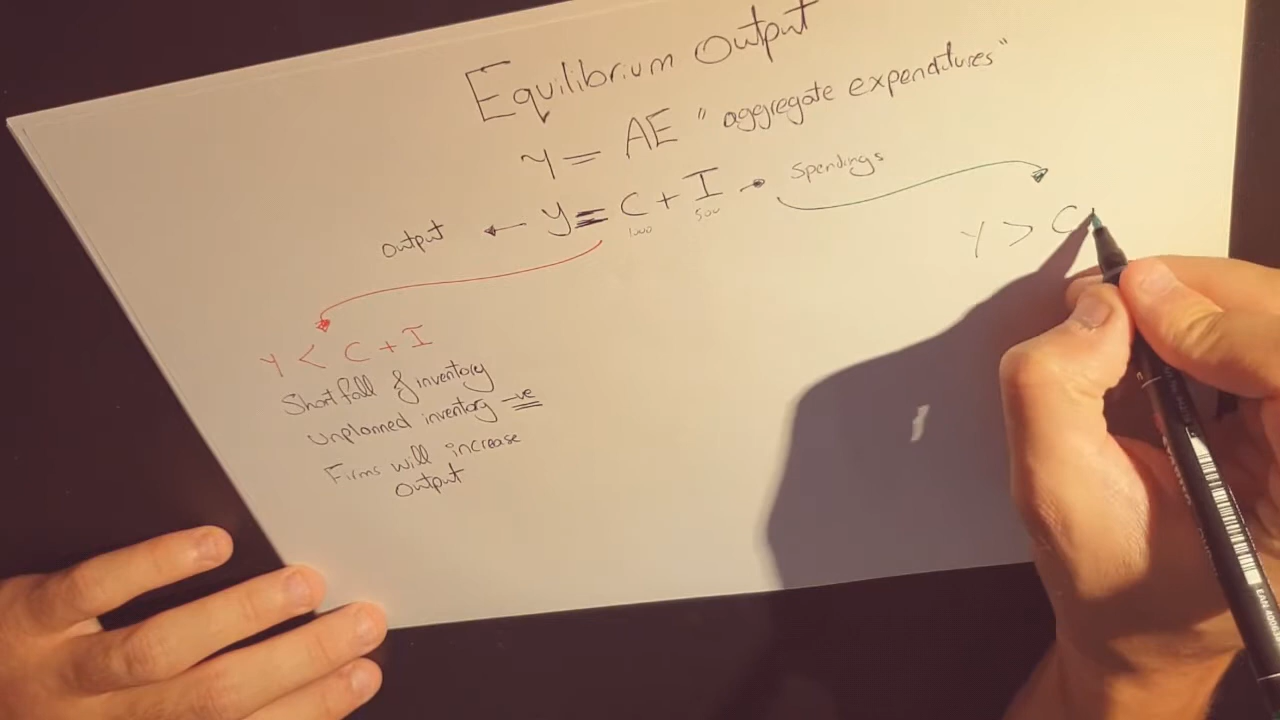 Equilibrium Output
Y = AE "aggregate expenditures"
Output ← Y = C + I → Spendings
1000 500
Y > C
Y < C + I
Shortfall of inventory
Unplanned inventory -ve
Firms will increase
Output